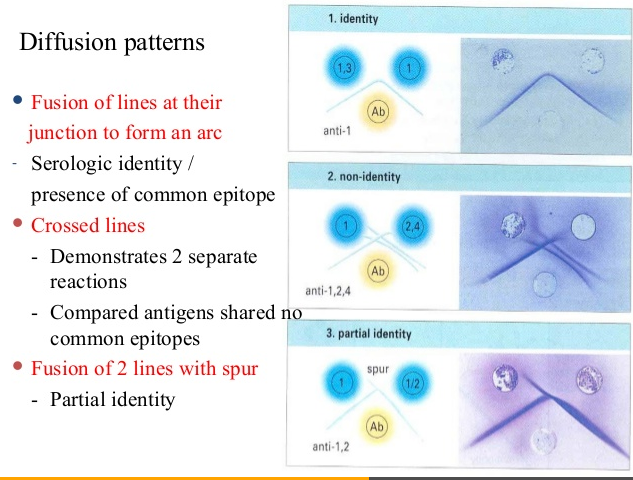 Diffusion patterns
• Fusion of lines at their
junction to form an arc
- Serologic identity /
presence of common epitope
• Crossed lines
- Demonstrates 2 separate
reactions
- Compared antigens shared no
common epitopes
• Fusion of 2 lines with spur
- Partial identity
1. identity
1,3
1
Ab
anti-1
2. non-identity
1
2,4
Ab
anti-1,2,4
3. partial identity
spur
1
1/2
Ab
anti-1,2